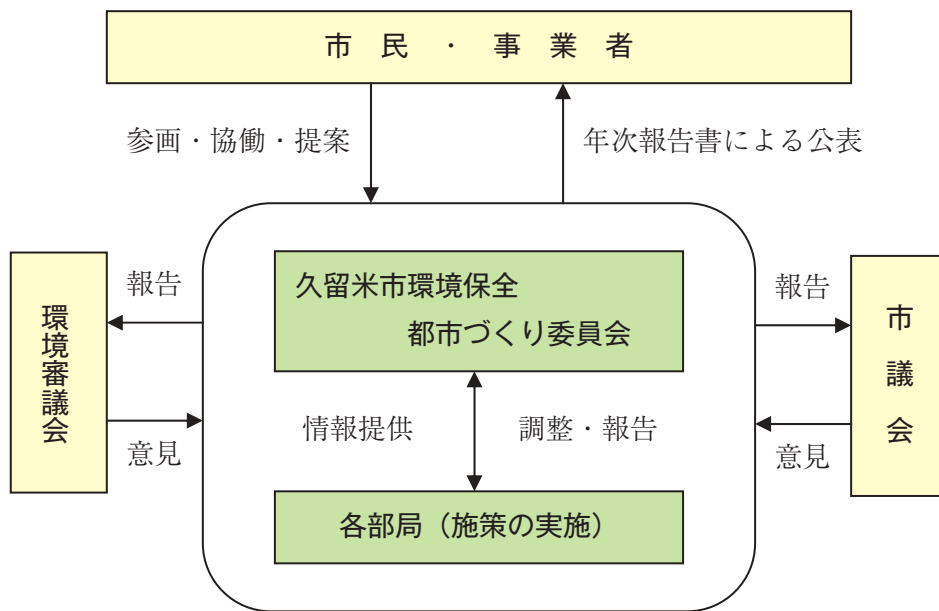 市民・事業者
参画・協働・提案
年次報告書による公表
久留米市環境保全
都市づくり委員会
報告
環境審議会
意見
報告
市議会
意見
情報提供
調整・報告
各部局（施策の実施）